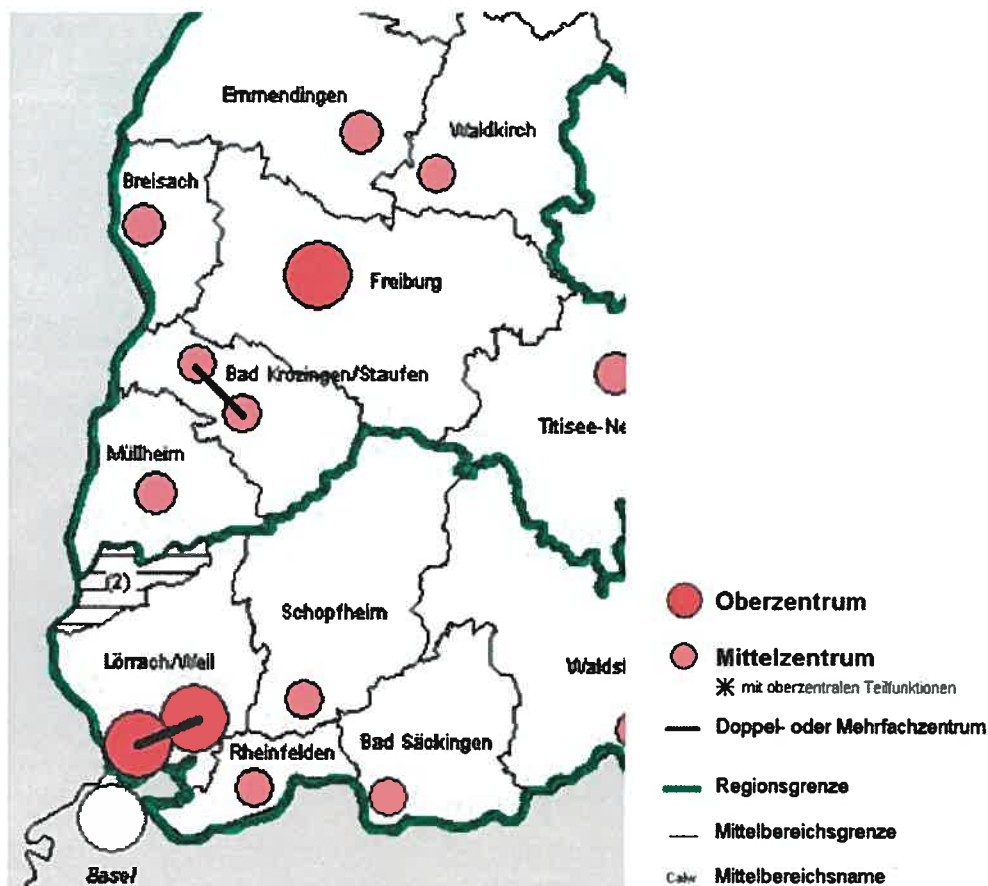 Emmendingen
Waldkirch
Breisach
Freiburg
Bad Krozingen/Staufen
Titisee-Ne
Müllheim
(2)
Schopfheim
Lörrach/Weil
Waldsh
Rheinfelden
Bad Säckingen
Basel
Oberzentrum
Mittelzentrum
mit oberzentralen Teilfunktionen
Doppel- oder Mehrfachzentrum
Regionsgrenze
Mittelbereichsgrenze
Calw Mittelbereichsname